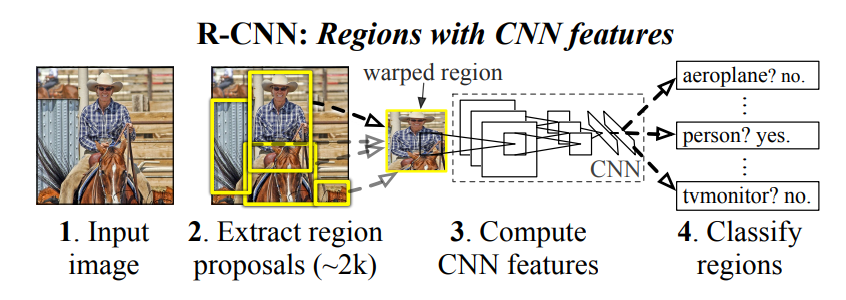 R-CNN: Regions with CNN features
warped region
aeroplane? no.
person? yes.
tvmonitor? no.
CNN
1. Input
image
2. Extract region
proposals (~2k)
3. Compute
CNN features
4. Classify
regions